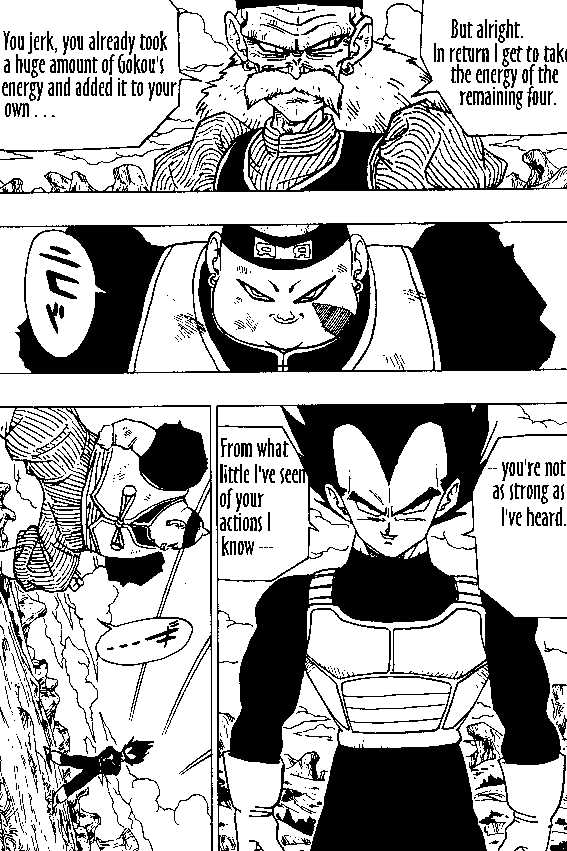 You jerk, you already took
a huge amount of Gokou's
energy and added it to your
own . . .
But alright.
In return I get to take
the energy of the
remaining four.
ニヤッ
From what
little I've seen
of your
actions I
know ---
--- you're not
as strong as
I've heard.